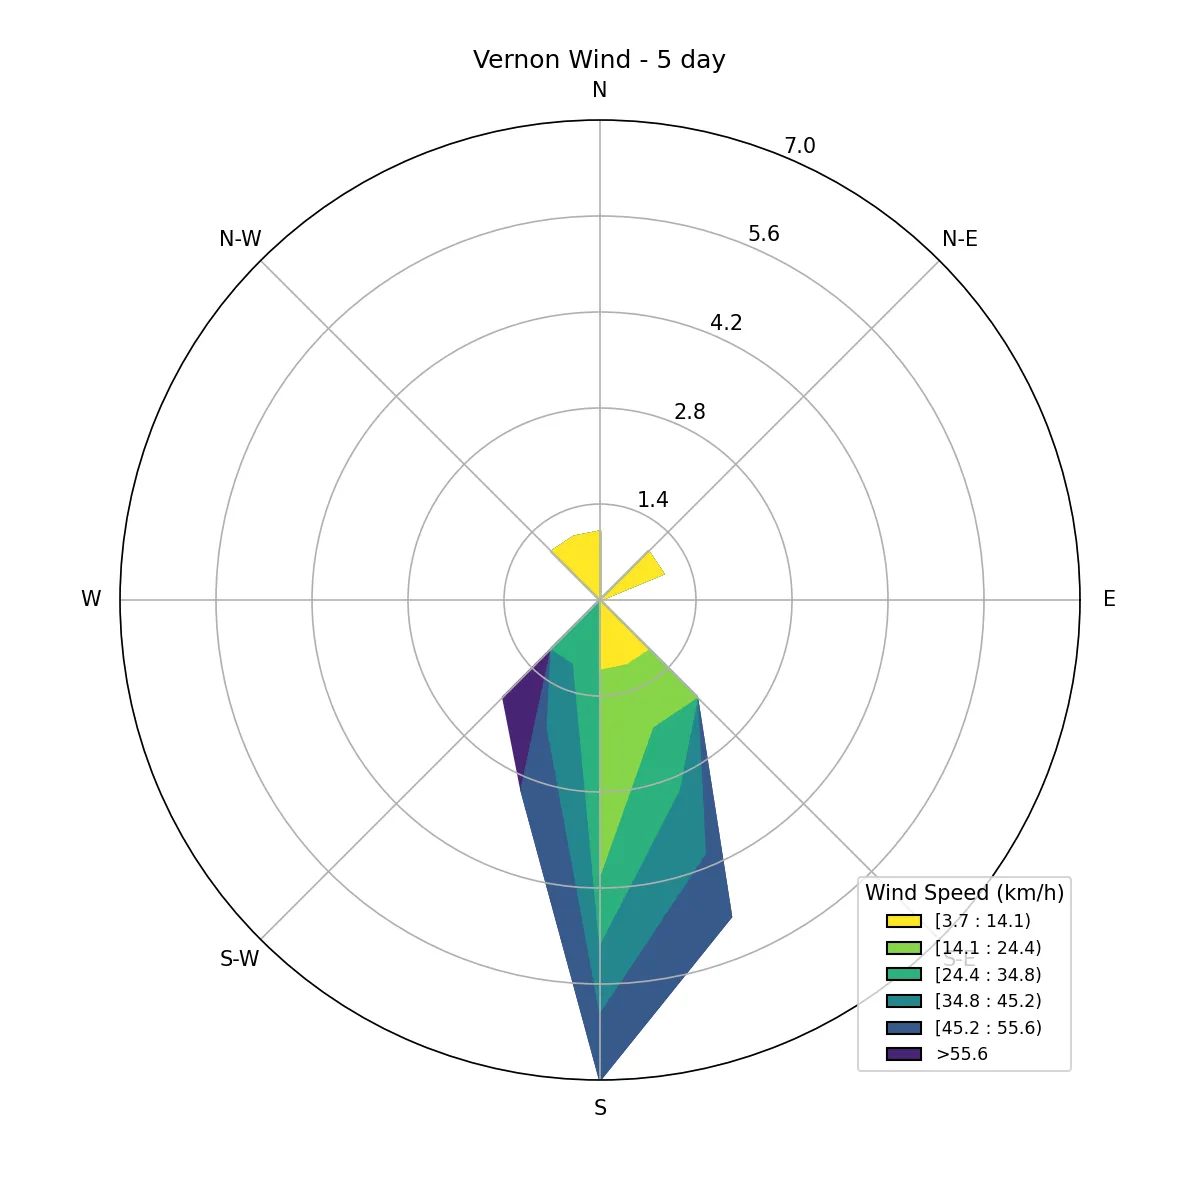 Vernon Wind - 5 day
N
7.0
N-W
5.6
N-E
4.2
2.8
1.4
W
E
S-W
S-E
S
Wind Speed (km/h)
[3.7 : 14.1)
[14.1 : 24.4)
[24.4 : 34.8)
[34.8 : 45.2)
[45.2 : 55.6)
>55.6